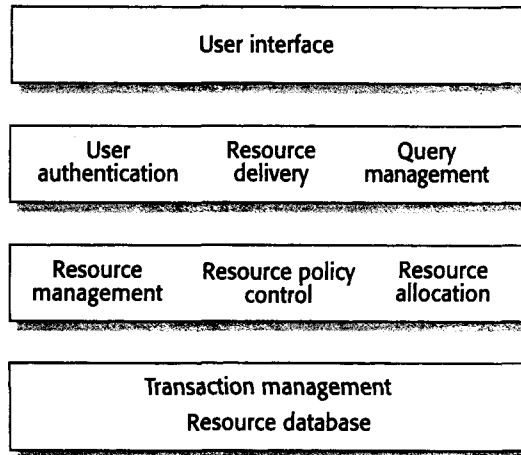 User interface
User Resource Query
authentication delivery management
Resource Resource policy Resource
management control allocation
Transaction management
Resource database